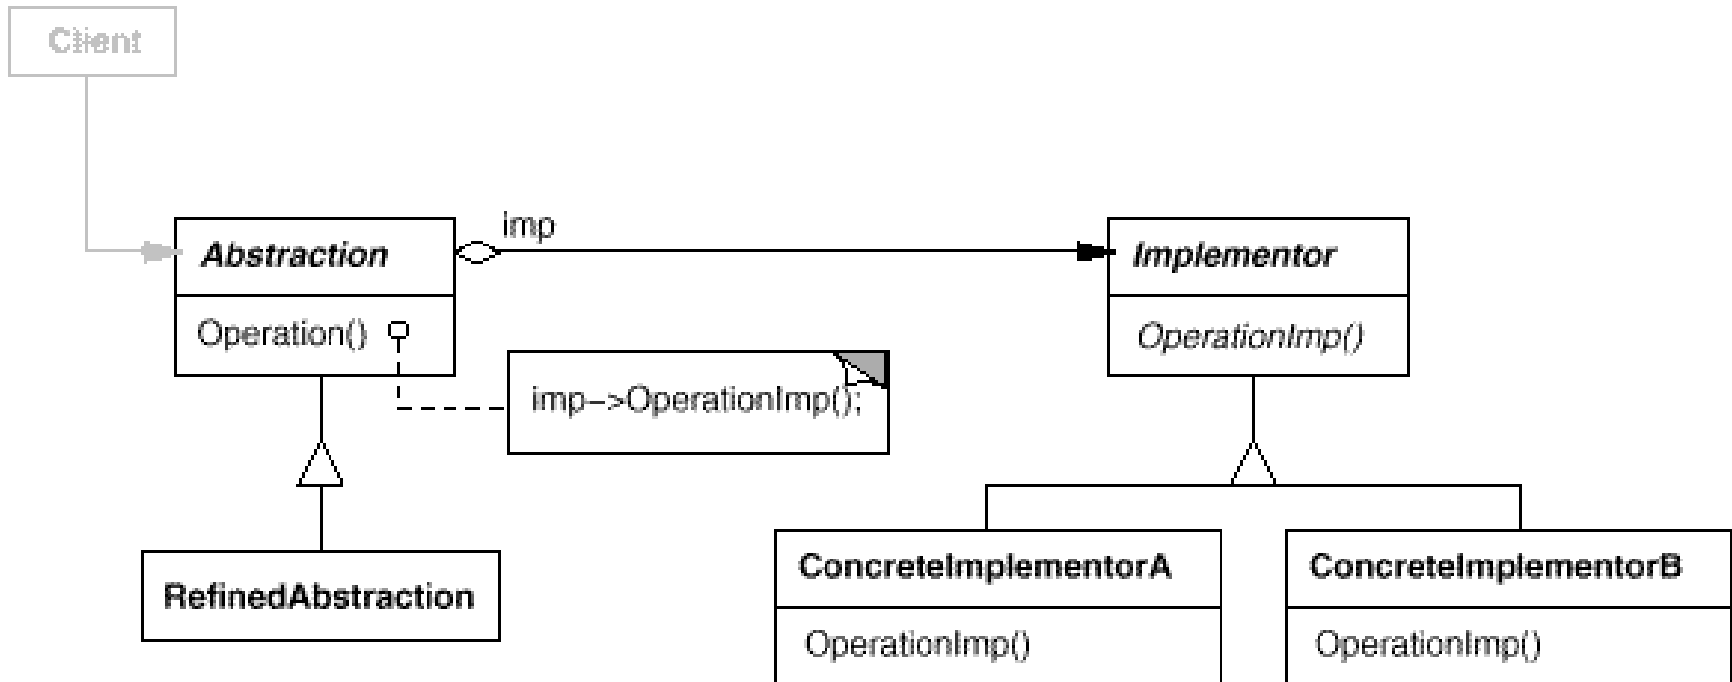 Client
imp
Abstraction
Implementor
Operation()
OperationImp()
imp->OperationImp();
RefinedAbstraction
ConcreteImplementorA
ConcreteImplementorB
OperationImp()
OperationImp()